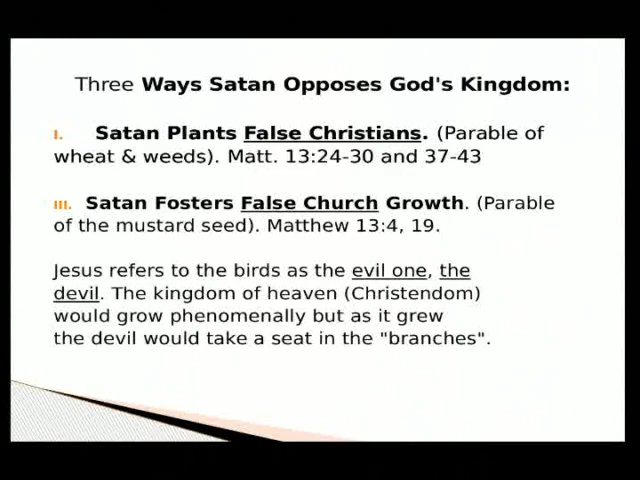 Three Ways Satan Opposes God's Kingdom:
I. Satan Plants False Christians. (Parable of
wheat & weeds). Matt. 13:24-30 and 37-43
III. Satan Fosters False Church Growth. (Parable
of the mustard seed). Matthew 13:4, 19.
Jesus refers to the birds as the evil one, the
devil. The kingdom of heaven (Christendom)
would grow phenomenally but as it grew
the devil would take a seat in the "branches".